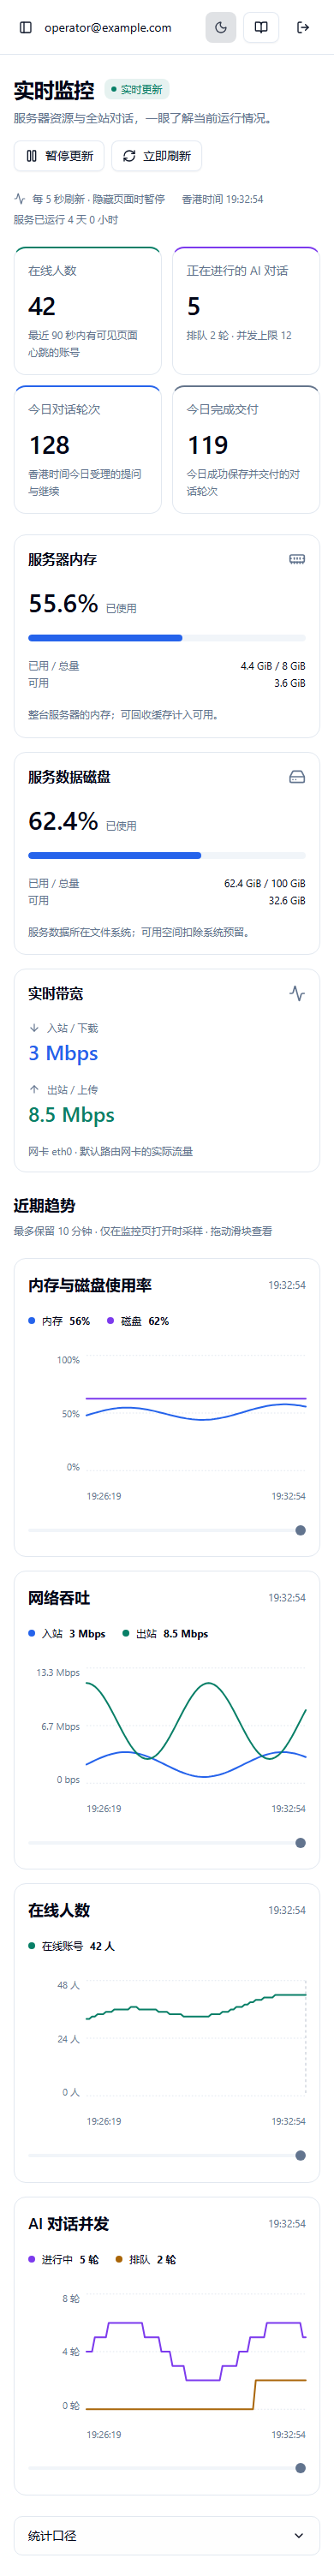 operator@example.com
实时监控
实时更新
服务器资源与全站对话，一眼了解当前运行情况。
暂停更新
立即刷新
每 5 秒刷新 · 隐藏页面时暂停
香港时间 19:32:54
服务已运行 4 天 0 小时
在线人数
42
最近 90 秒内有可见页面
心跳的账号
正在进行的 AI 对话
5
排队 2 轮 · 并发上限 12
今日对话轮次
128
香港时间今日受理的提问
与继续
今日完成交付
119
今日成功保存并交付的对
话轮次
服务器内存
55.6% 已使用
已用 / 总量 4.4 GiB / 8 GiB
可用 3.6 GiB
整台服务器的内存；可回收缓存计入可用。
服务数据磁盘
62.4% 已使用
已用 / 总量 62.4 GiB / 100 GiB
可用 32.6 GiB
服务数据所在文件系统；可用空间扣除系统预留。
实时带宽
入站 / 下载
3 Mbps
出站 / 上传
8.5 Mbps
网卡 eth0 · 默认路由网卡的实际流量
近期趋势
最多保留 10 分钟 · 仅在监控页打开时采样 · 拖动滑块查看
内存与磁盘使用率 19:32:54
内存 56% 磁盘 62%
100%
50%
0%
19:26:19 19:32:54
网络吞吐 19:32:54
入站 3 Mbps 出站 8.5 Mbps
13.3 Mbps
6.7 Mbps
0 bps
19:26:19 19:32:54
在线人数 19:32:54
在线账号 42 人
48 人
24 人
0 人
19:26:19 19:32:54
AI 对话并发 19:32:54
进行中 5 轮 排队 2 轮
8 轮
4 轮
0 轮
19:26:19 19:32:54
统计口径